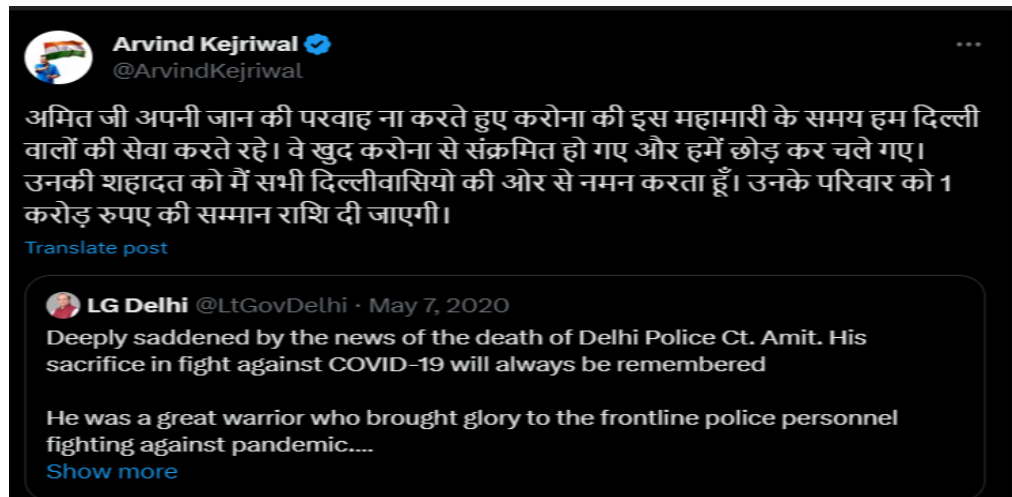 Arvind Kejriwal
@ArvindKejriwal
अमित जी अपनी जान की परवाह ना करते हुए करोना की इस महामारी के समय हम दिल्ली
वालों की सेवा करते रहे। वे खुद करोना से संक्रमित हो गए और हमें छोड़ कर चले गए।
उनकी शहादत को मैं सभी दिल्लीवासियो की ओर से नमन करता हूँ। उनके परिवार को 1
करोड़ रुपए की सम्मान राशि दी जाएगी।
Translate post
LG Delhi @LtGovDelhi · May 7, 2020
Deeply saddened by the news of the death of Delhi Police Ct. Amit. His
sacrifice in fight against COVID-19 will always be remembered
He was a great warrior who brought glory to the frontline police personnel
fighting against pandemic....
Show more